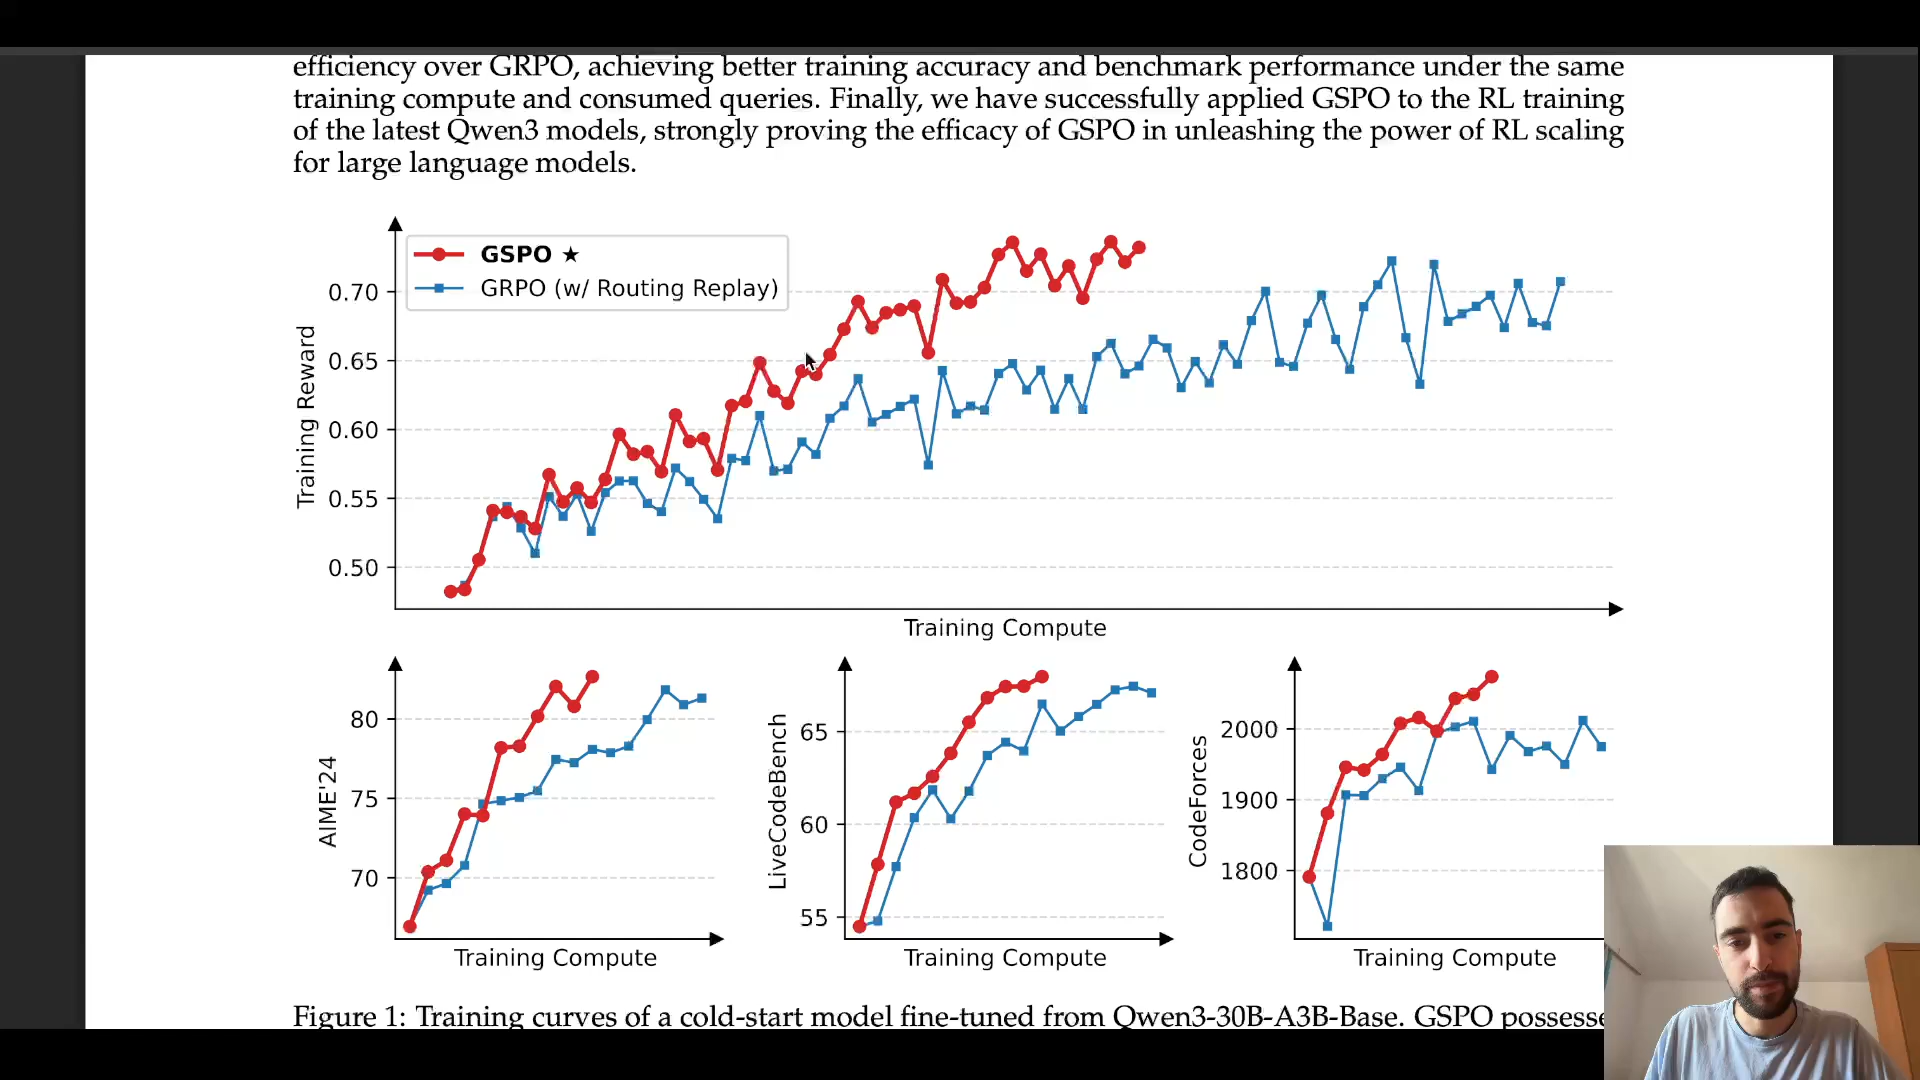 efficiency over GRPO, achieving better training accuracy and benchmark performance under the same
training compute and consumed queries. Finally, we have successfully applied GSPO to the RL training
of the latest Qwen3 models, strongly proving the efficacy of GSPO in unleashing the power of RL scaling
for large language models.
GSPO ★
GRPO (w/ Routing Replay)
Training Reward
0.70
0.65
0.60
0.55
0.50
Training Compute
AIME'24
80
75
70
Training Compute
LiveCodeBench
65
60
55
Training Compute
CodeForces
2000
1900
1800
Training Compute
Figure 1: Training curves of a cold-start model fine-tuned from Qwen3-30B-A3B-Base. GSPO possesse